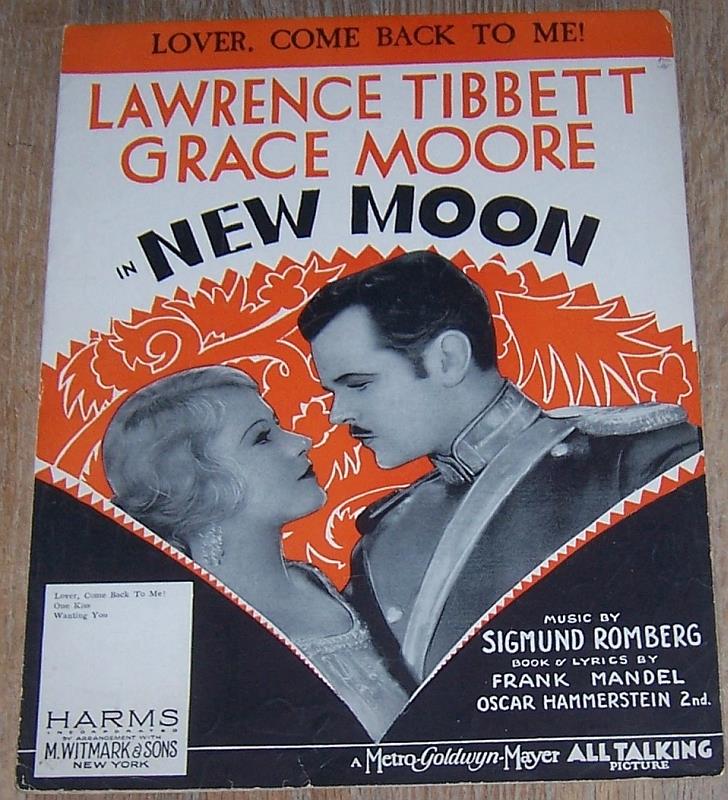 LOVER, COME BACK TO ME!
LAWRENCE TIBBETT
GRACE MOORE
IN NEW MOON
Lover, Come Back To Me!
One Kiss
Wanting You
HARMS
INCORPORATED
BY ARRANGEMENT WITH
M. WITMARK & SONS
NEW YORK
MUSIC BY
SIGMUND ROMBERG
BOOK & LYRICS BY
FRANK MANDEL
OSCAR HAMMERSTEIN 2nd.
A Metro-Goldwyn-Mayer ALL TALKING
PICTURE